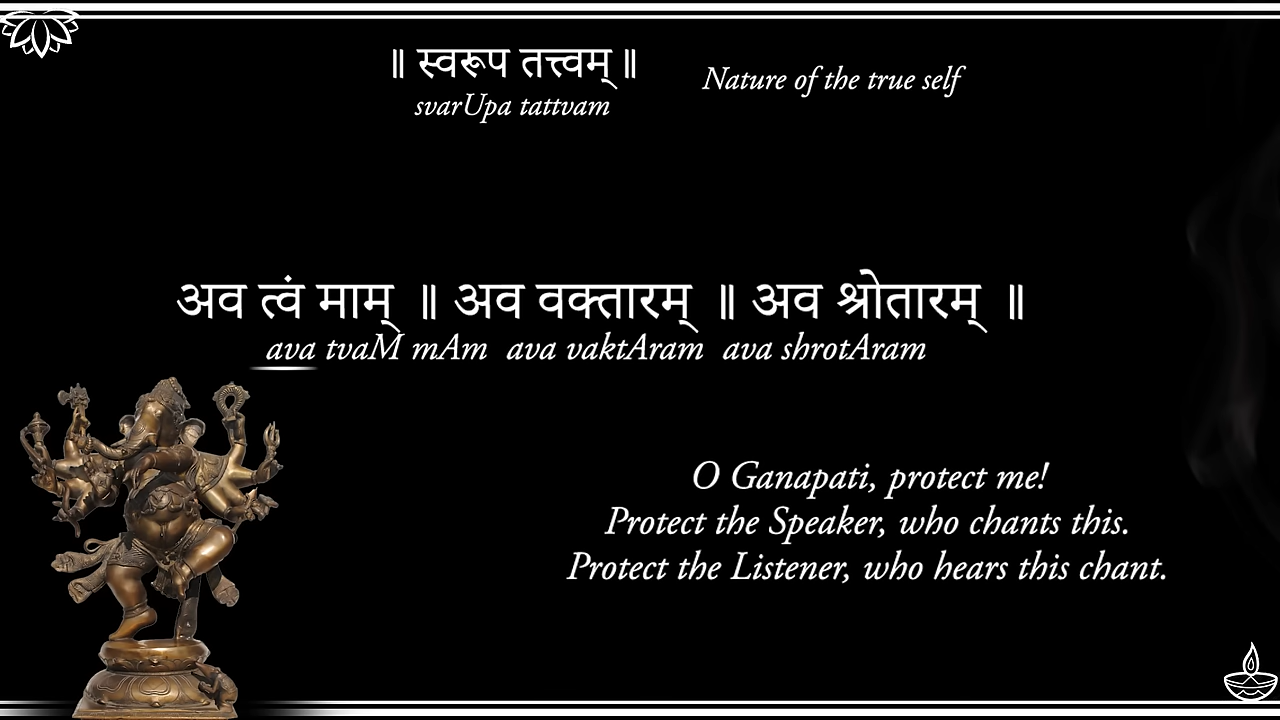 ॥ स्वरूप तत्त्वम् ॥
svarUpa tattvam
Nature of the true self
अव त्वं माम् ॥ अव वक्तारम् ॥ अव श्रोतारम् ॥
ava tvaM mAm ava vaktAram ava shrotAram
O Ganapati, protect me!
Protect the Speaker, who chants this.
Protect the Listener, who hears this chant.